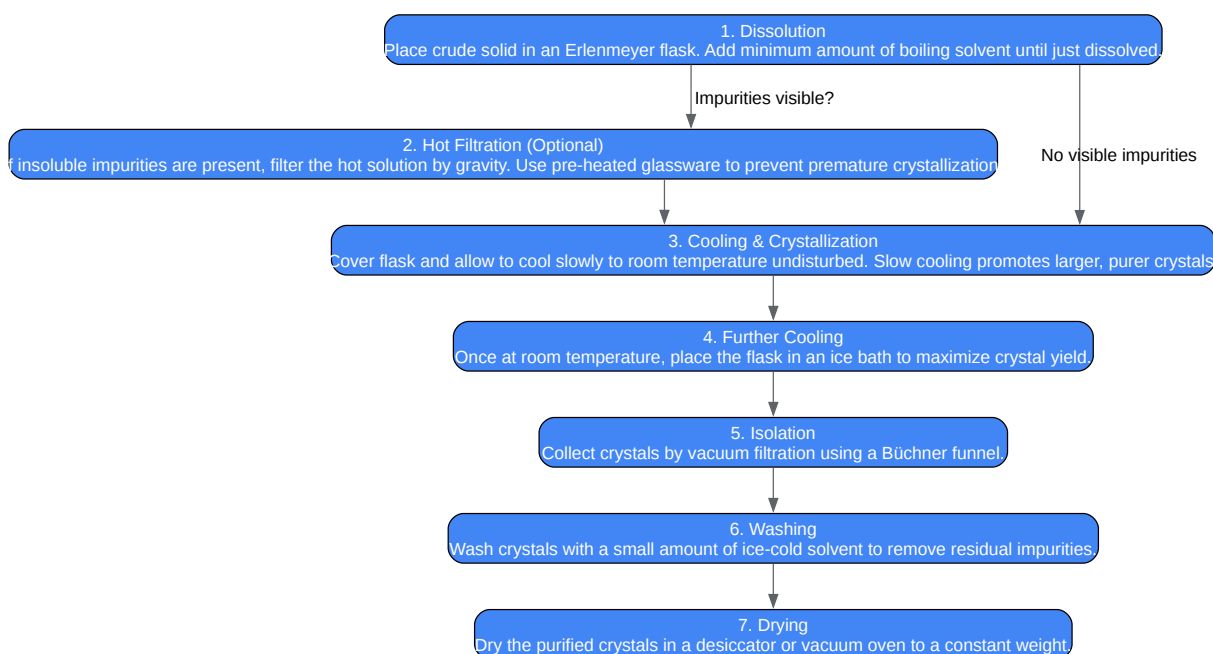 1. Dissolution
Place crude solid in an Erlenmeyer flask. Add minimum amount of boiling solvent until just dissolved.
Impurities visible?
2. Hot Filtration (Optional)
f insoluble impurities are present, filter the hot solution by gravity. Use pre-heated glassware to prevent premature crystallization
No visible impurities
3. Cooling & Crystallization
Cover flask and allow to cool slowly to room temperature undisturbed. Slow cooling promotes larger, purer crystals
4. Further Cooling
Once at room temperature, place the flask in an ice bath to maximize crystal yield.
5. Isolation
Collect crystals by vacuum filtration using a Büchner funnel.
6. Washing
Wash crystals with a small amount of ice-cold solvent to remove residual impurities.
7. Drying
Dry the purified crystals in a desiccator or vacuum oven to a constant weight.